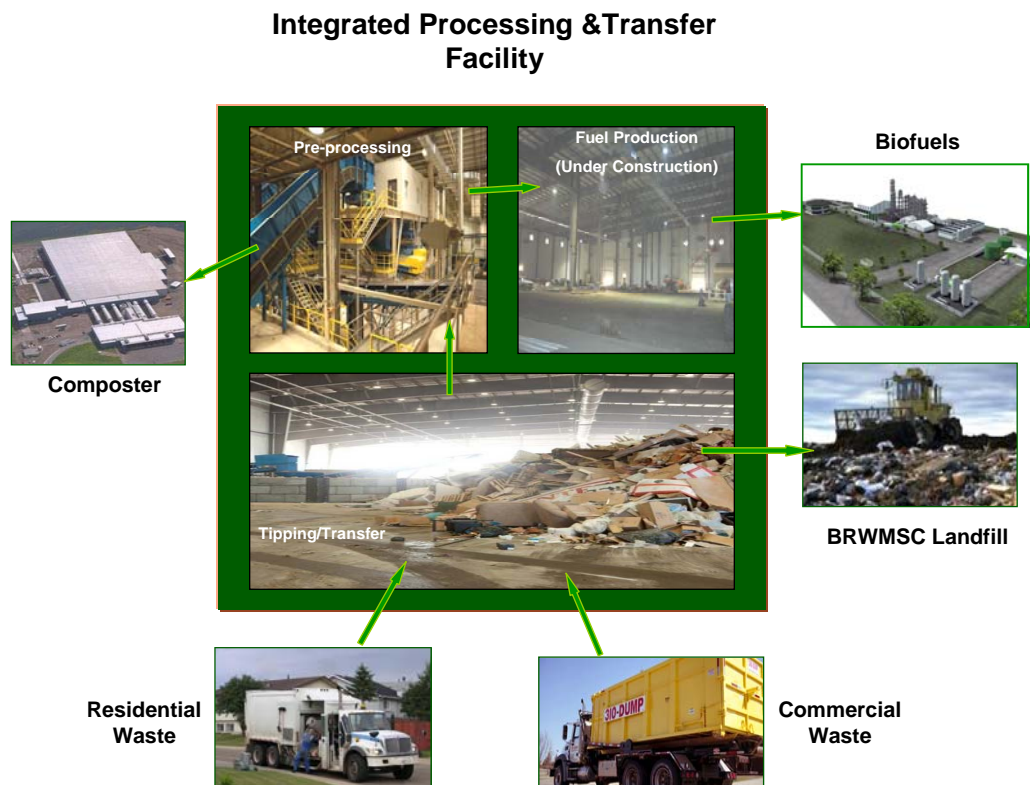 Integrated Processing &Transfer
Facility
Pre-processing
Fuel Production
(Under Construction)
Biofuels
Composter
Tipping/Transfer
BRWMSC Landfill
Residential
Waste
310-DUMP
Commercial
Waste